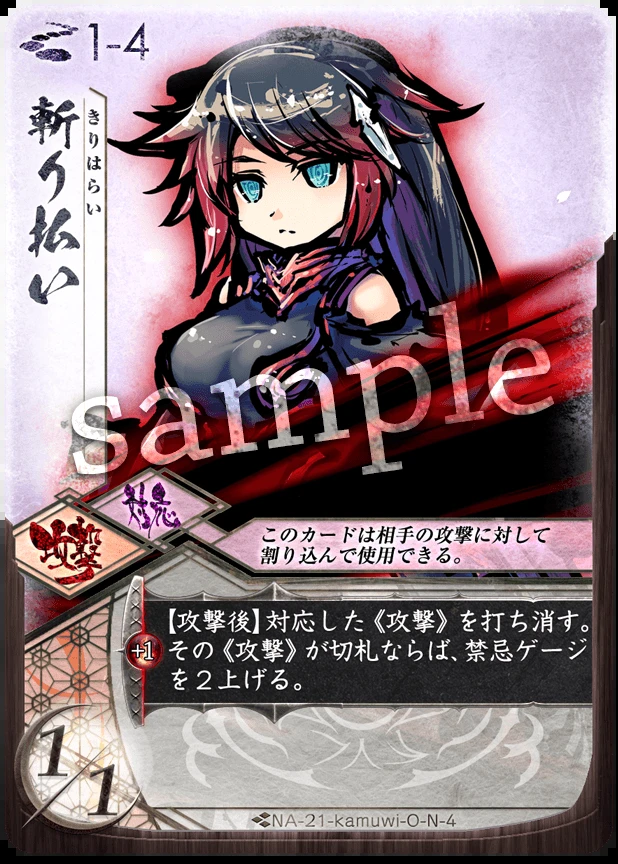 1-4
斬り払い
きりはらい
sample
攻撃
対応
このカードは相手の攻撃に対して
割り込んで使用できる。
+1
【攻撃後】対応した《攻撃》を打ち消す。
その《攻撃》が切札ならば、禁忌ゲージ
を２上げる。
1/1
NA-21-kamuwi-O-N-4